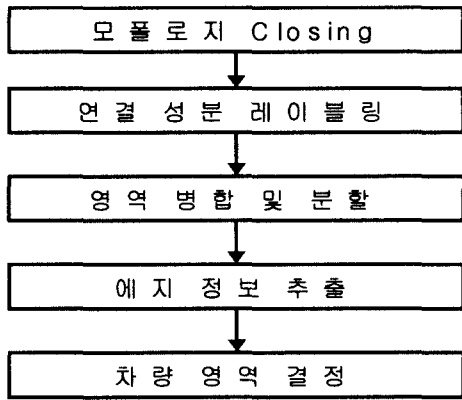 모폴로지 Closing
연결 성분 레이블링
영역 병합 및 분할
에지 정보 추출
차량 영역 결정